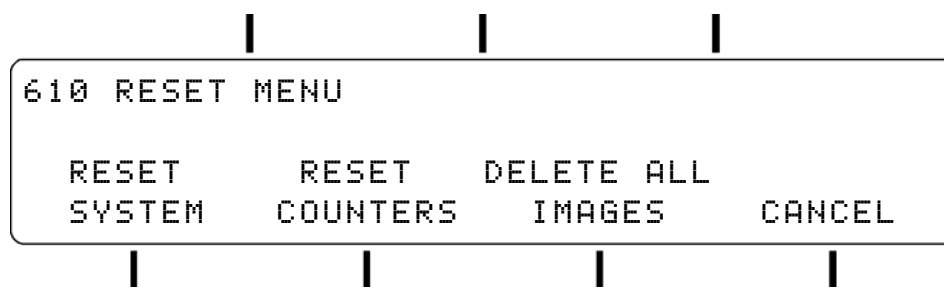 610 RESET MENU
RESET RESET DELETE ALL
SYSTEM COUNTERS IMAGES CANCEL